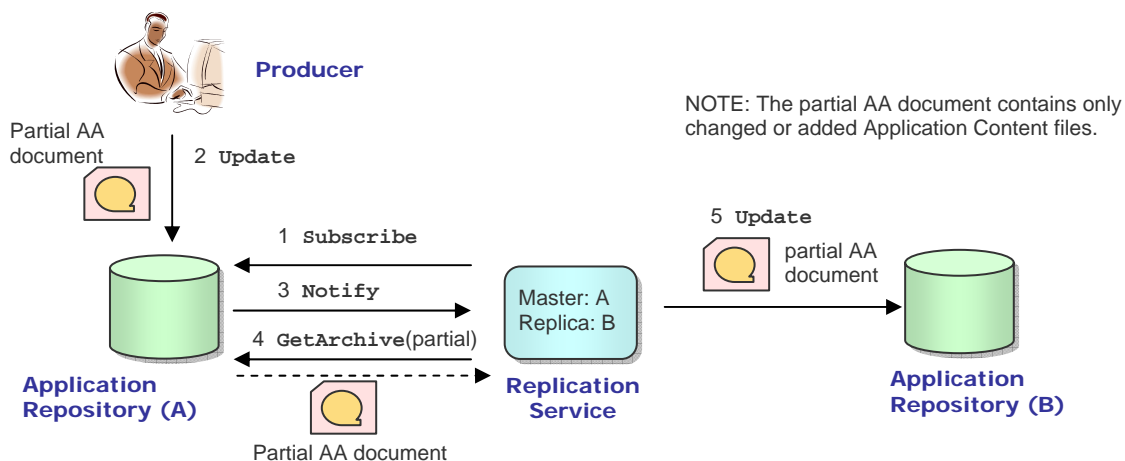 Producer
NOTE: The partial AA document contains only
changed or added Application Content files.
Partial AA
document
2 Update
1 Subscribe
3 Notify
4 GetArchive(partial)
Partial AA document
Application
Repository (A)
Master: A
Replica: B
Replication
Service
5 Update
partial AA
document
Application
Repository (B)